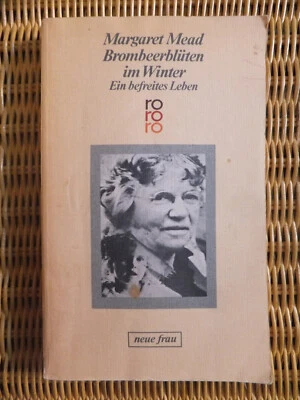 Margaret Mead
Brombeerblüten
im Winter
Ein befreites Leben
ro
ro
ro
neue frau